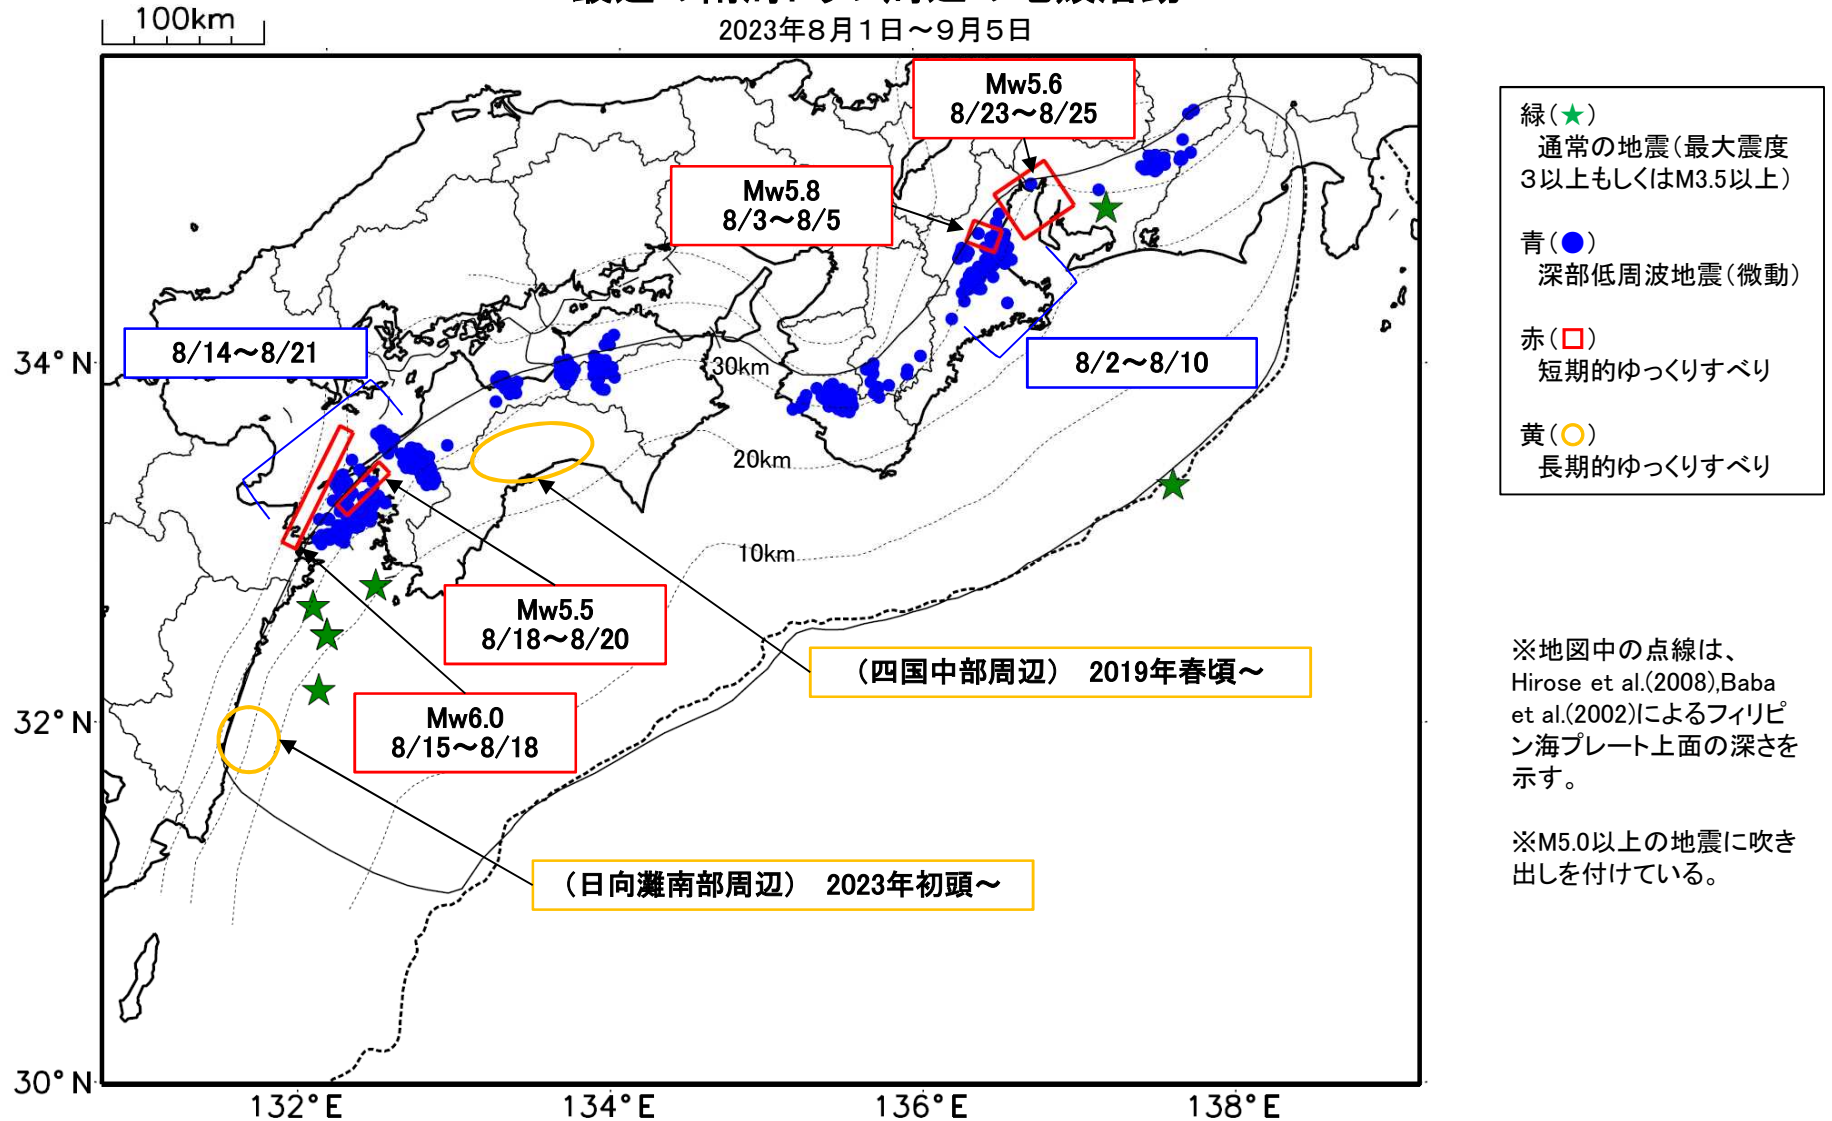 100km
2023年８月１日～９月５日
Mw5.6
8/23～8/25
Mw5.8
8/3～8/5
8/14～8/21
8/2～8/10
34°N
30km
20km
10km
Mw5.5
8/18～8/20
（四国中部周辺）　2019年春頃～
32°N
Mw6.0
8/15～8/18
（日向灘南部周辺）　2023年初頭～
30°N
132°E
134°E
136°E
138°E
緑（★）
通常の地震（最大震度
３以上もしくはM3.5以上）
青（●）
深部低周波地震（微動）
赤（□）
短期的ゆっくりすべり
黄（○）
長期的ゆっくりすべり
※地図中の点線は、
Hirose et al.(2008),Baba
et al.(2002)によるフィリピ
ン海プレート上面の深さを
示す。
※M5.0以上の地震に吹き
出しを付けている。